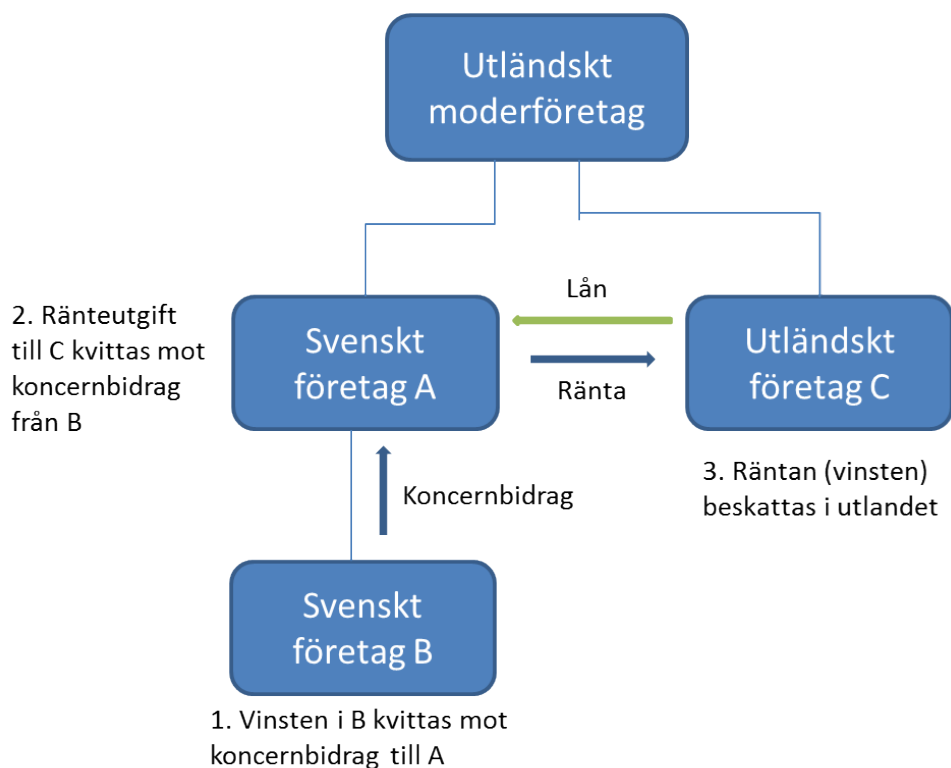 Utländskt
moderföretag
Lån
2. Ränteutgift
till C kvittas mot
koncernbidrag
från B
Svenskt
företag A
Ränta
Utländskt
företag C
3. Räntan (vinsten)
beskattas i utlandet
Koncernbidrag
Svenskt
företag B
1. Vinsten i B kvittas mot
koncernbidrag till A